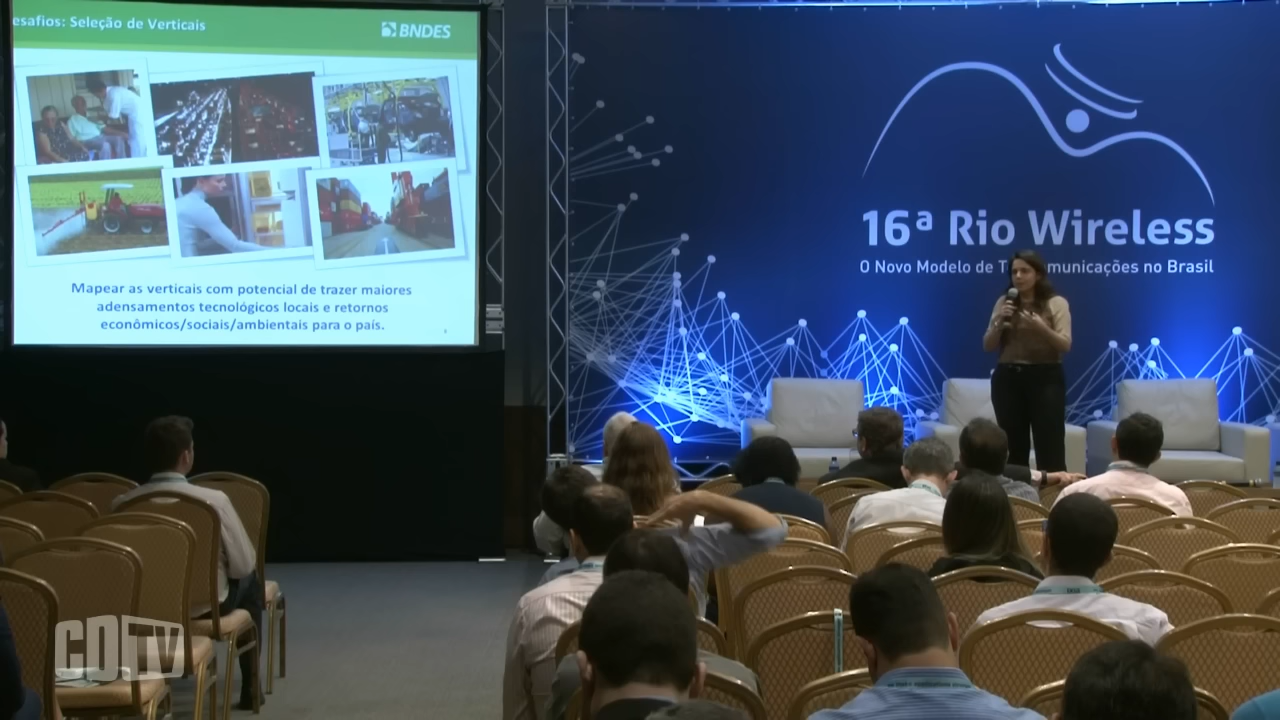 esafios: Seleção de Verticais
BNDES
Mapear as verticais com potencial de trazer maiores
adensamentos tecnológicos locais e retornos
econômicos/sociais/ambientais para o país.
16ª Rio Wireless
O Novo Modelo de T comunicações no Brasil
CDTV